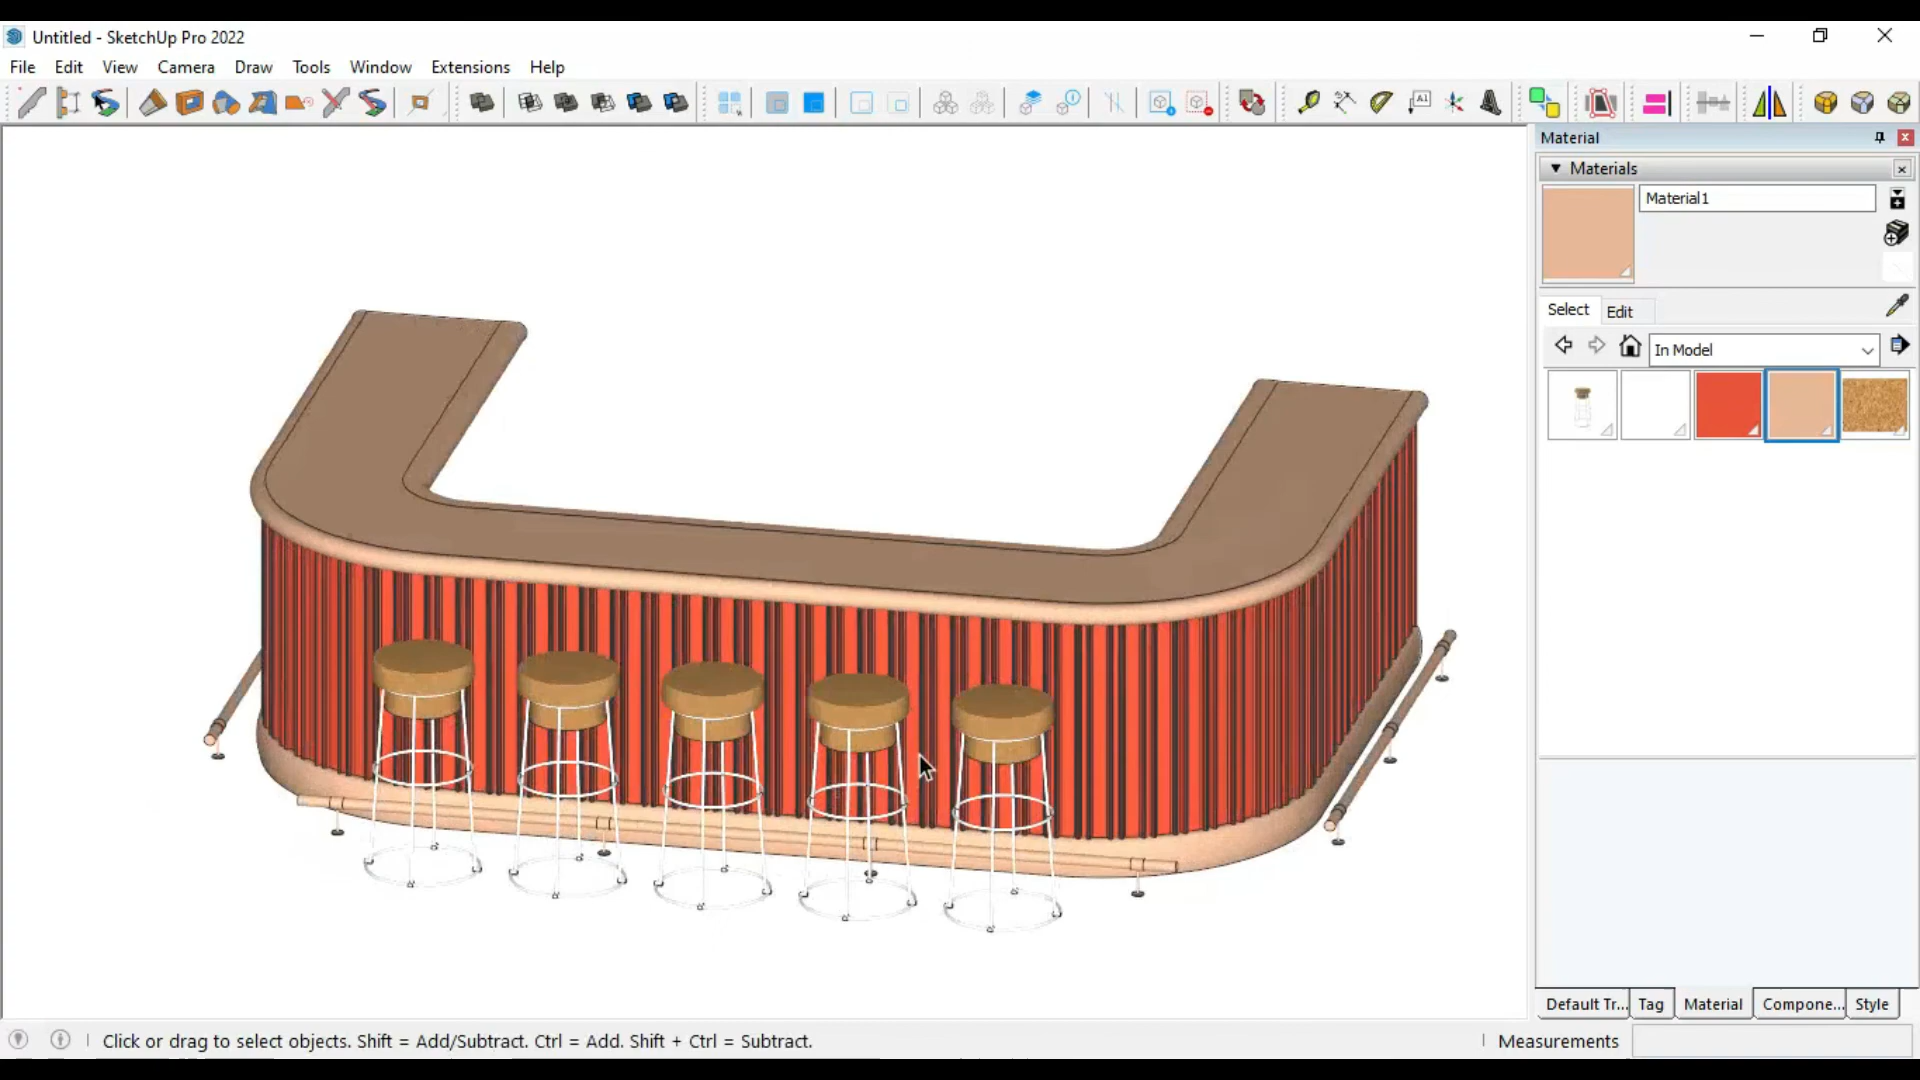 Untitled - SketchUp Pro 2022
File Edit View Camera Draw Tools Window Extensions Help
A1
Material
Materials
Material1
Select Edit
In Model
Default Tr... Tag Material Compone... Style
Click or drag to select objects. Shift = Add/Subtract. Ctrl = Add. Shift + Ctrl = Subtract.
Measurements